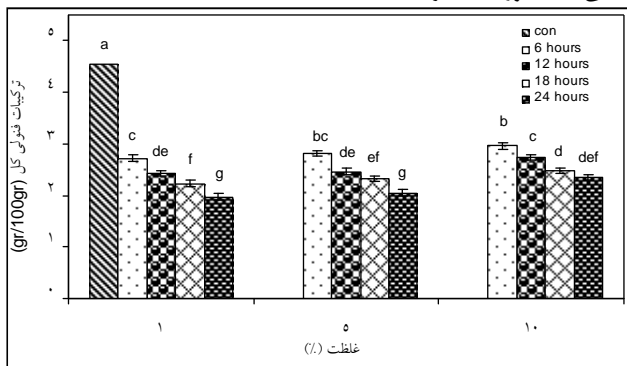 con
6 hours
12 hours
18 hours
24 hours
ترکیبات فنولی کل (gr/100gr)
۵
۴
۳
۲
۱
۰
a
c
de
f
g
bc
de
ef
g
b
c
d
def
۱
۵
۱۰
غلظت (٪)